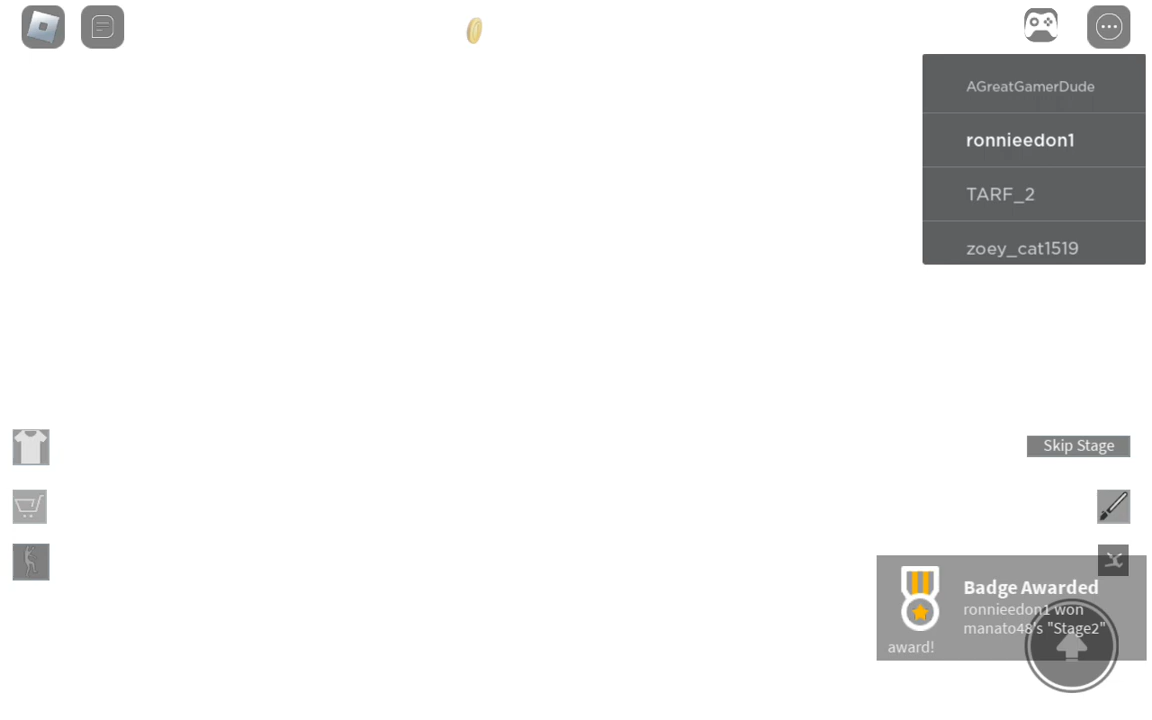 AGreatGamerDude
ronnieedon1
TARF_2
zoey_cat1519
Skip Stage
Badge Awarded
ronnieedon1 won
manato48's "Stage2"
award!